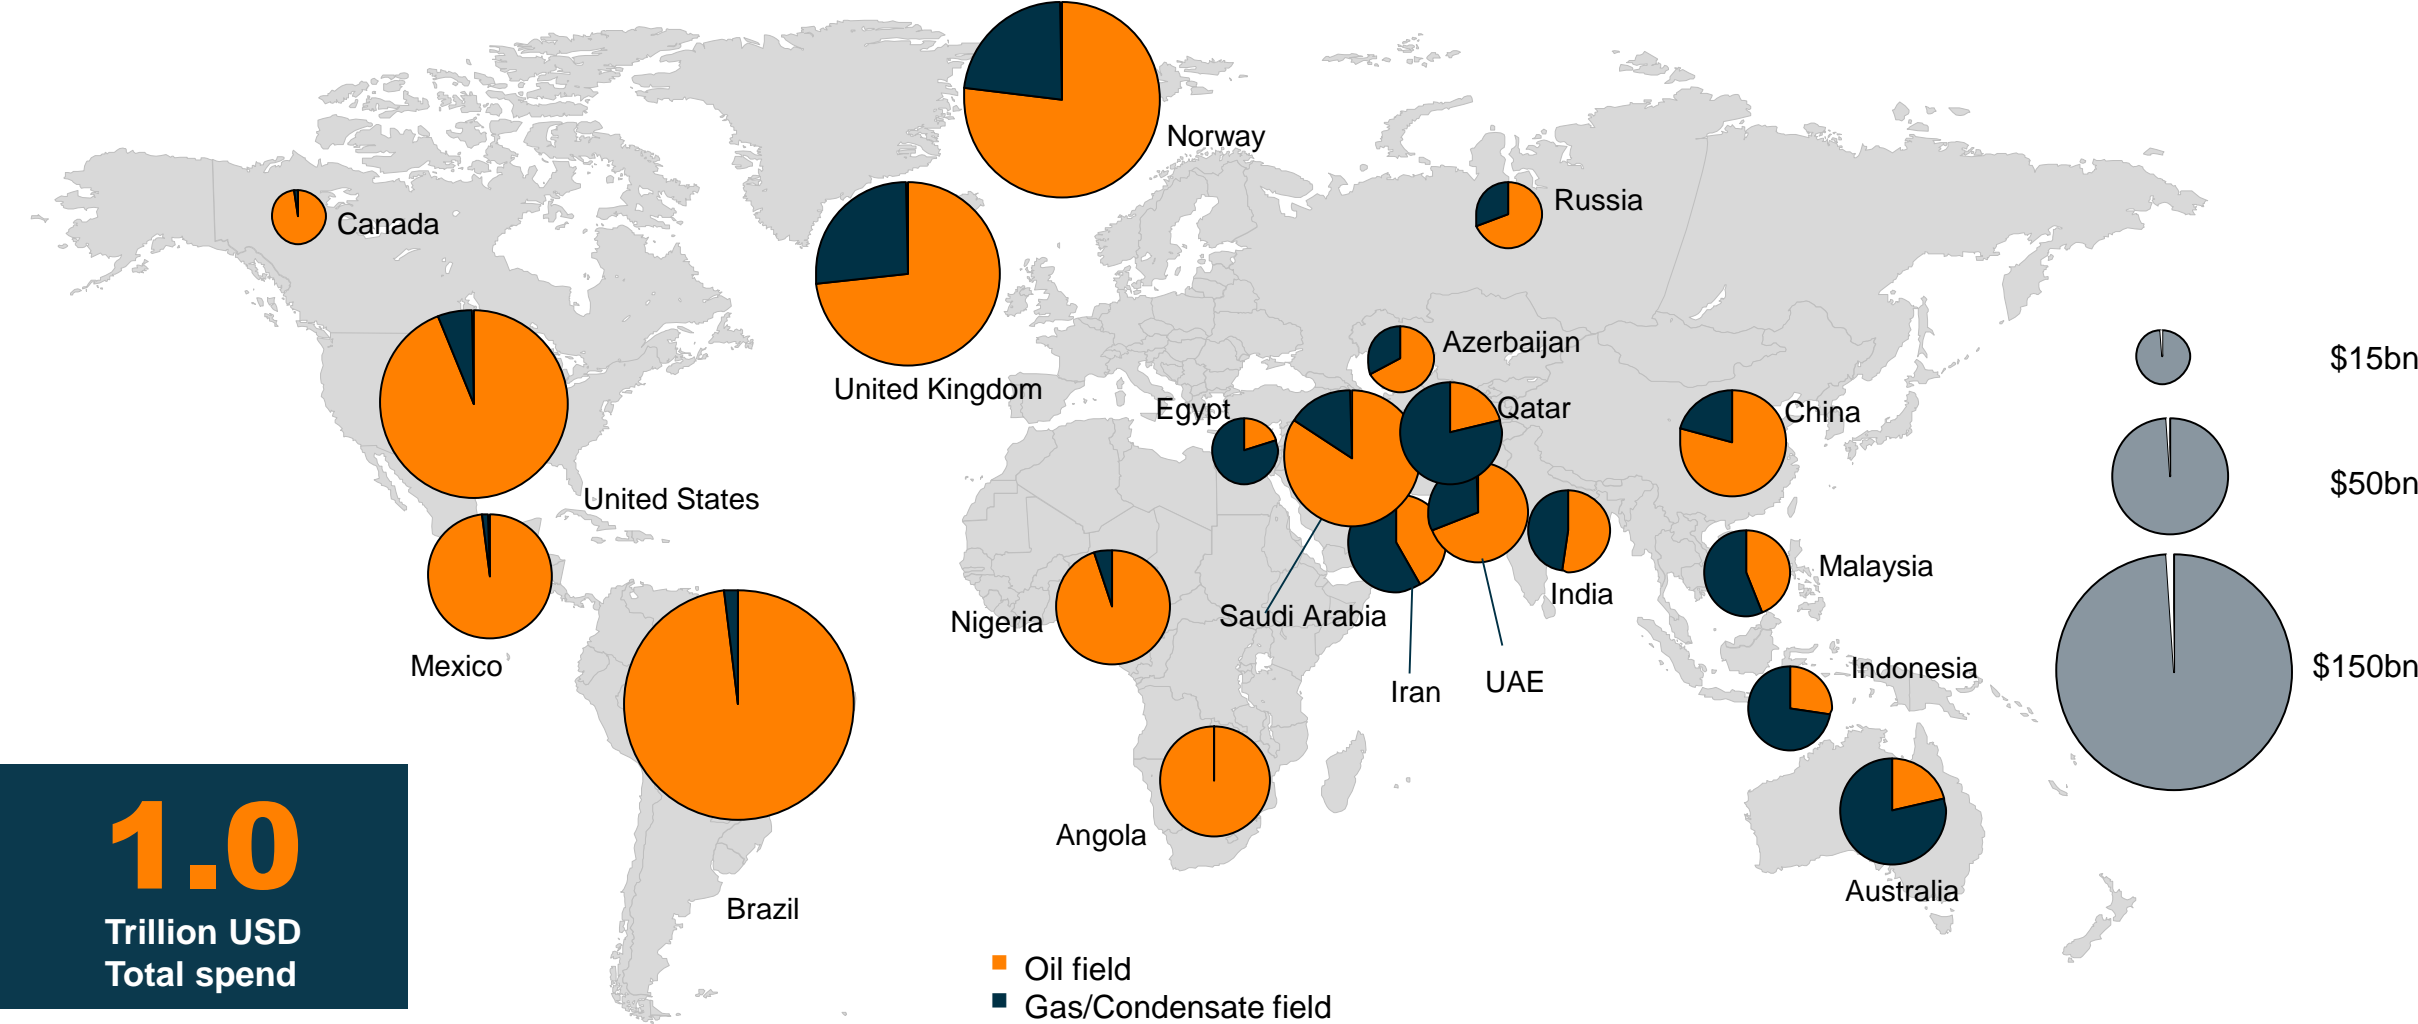 Norway
Canada
Russia
Azerbaijan
$15bn
United Kingdom
Egypt
Qatar
China
$50bn
United States
Malaysia
India
Nigeria
Saudi Arabia
Mexico
Indonesia
$150bn
Iran
UAE
Angola
Australia
Brazil
1.0
Trillion USD
Total spend
Oil field
Gas/Condensate field